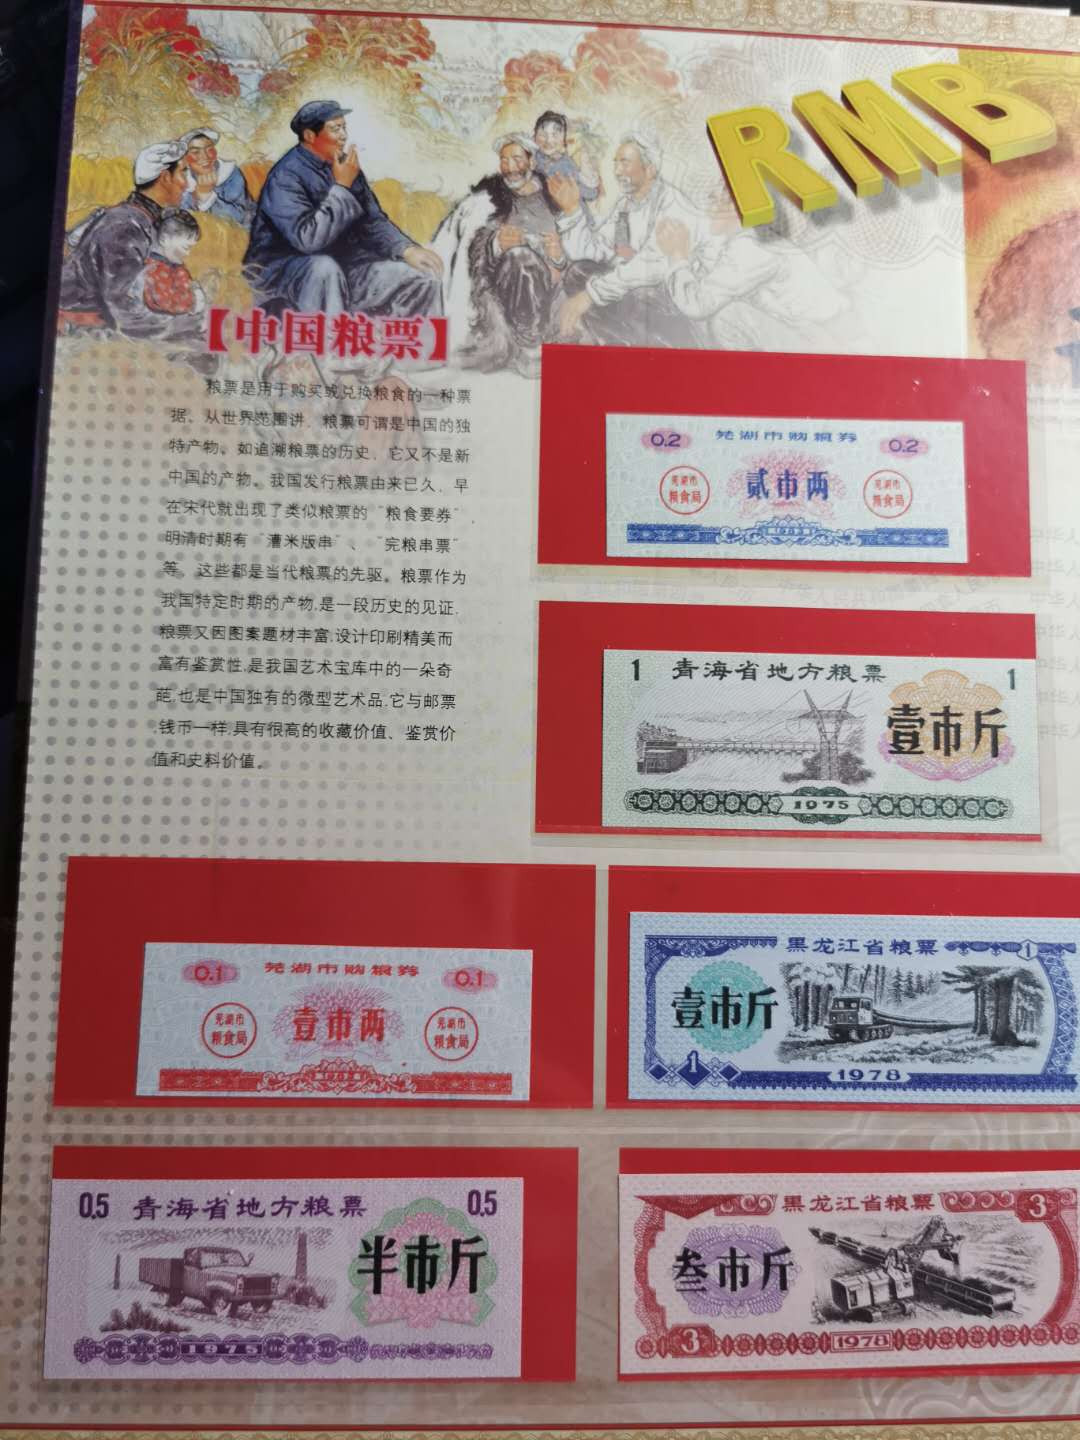 RMB
【中国粮票】
粮票是用于购买或兑换粮食的一种票
据。从世界范围讲，粮票可谓是中国的独
特产物。如追潮粮票的历史，它又不是新
中国的产物。我国发行粮票由来已久，早
在宋代就出现了类似粮票的“粮食要券”，
明清时期有“漕米版串”、“完粮串票”
等，这些都是当代粮票的先驱。粮票作为
我国特定时期的产物,是一段历史的见证,
粮票又因图案题材丰富,设计印刷精美而
富有鉴赏性,是我国艺术宝库中的一朵奇
葩,也是中国独有的微型艺术品,它与邮票
,钱币一样,具有很高的收藏价值、鉴赏价
值和史料价值。
0.2 芜湖市购粮券 0.2
芜湖市
粮食局
贰市两
芜湖市
粮食局
1 青海省地方粮票 1
壹市斤
1975
0.1 芜湖市购粮券 0.1
芜湖市
粮食局
壹市两
芜湖市
粮食局
黑龙江省粮票 1
壹市斤
1 1978
0.5 青海省地方粮票 0.5
半市斤
1975
黑龙江省粮票 3
叁市斤
3 1978